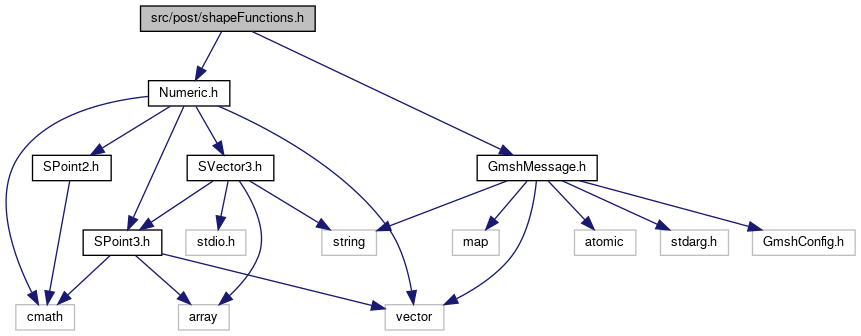 src/post/shapeFunctions.h
Numeric.h
SPoint2.h
SVector3.h
GmshMessage.h
SPoint3.h
stdio.h
string
map
atomic
stdarg.h
GmshConfig.h
cmath
array
vector